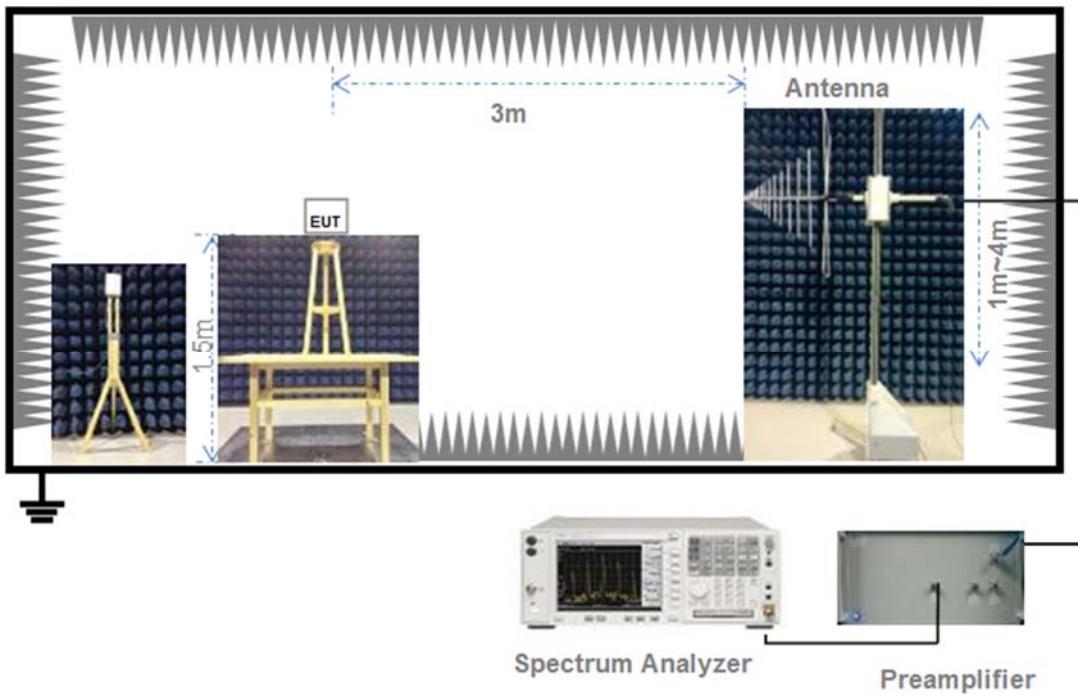 Antenna
3m
EUT
1.5m
1m~4m
Spectrum Analyzer
Preamplifier